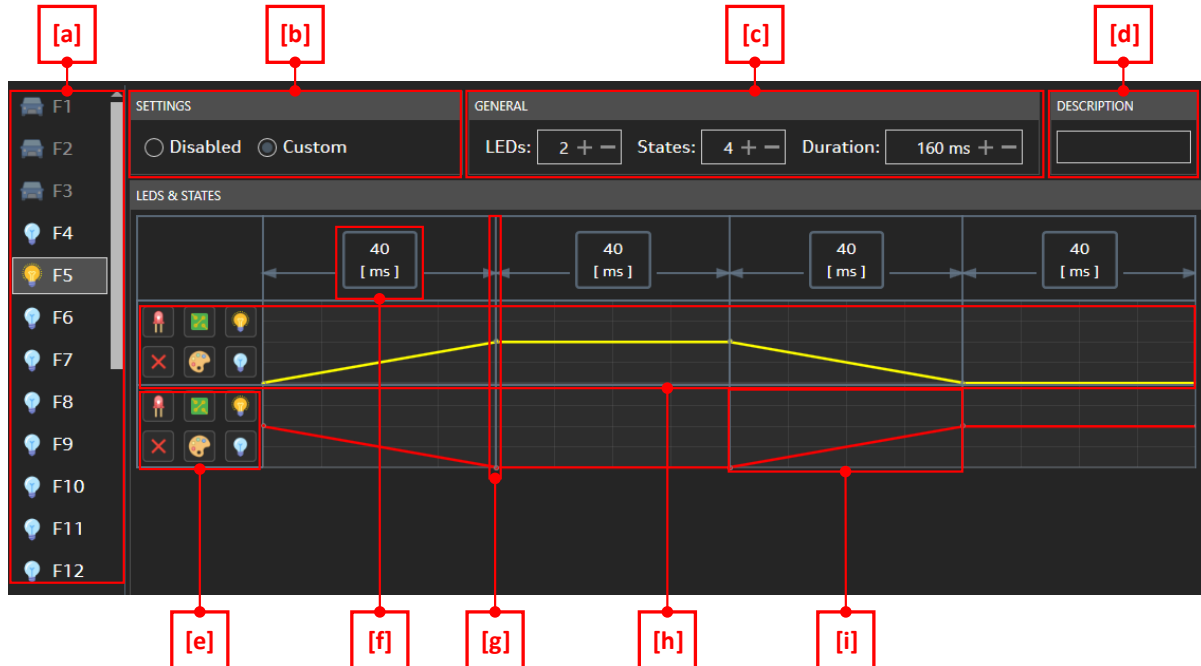 [a] [b] [c] [d]
F1
F2
F3
F4
F5
F6
F7
F8
F9
F10
F11
F12
SETTINGS
Disabled Custom
GENERAL
LEDs: 2 + − States: 4 + − Duration: 160 ms + −
DESCRIPTION
LEDS & STATES
40
[ ms ]
40
[ ms ]
40
[ ms ]
40
[ ms ]
[e] [f] [g] [h] [i]